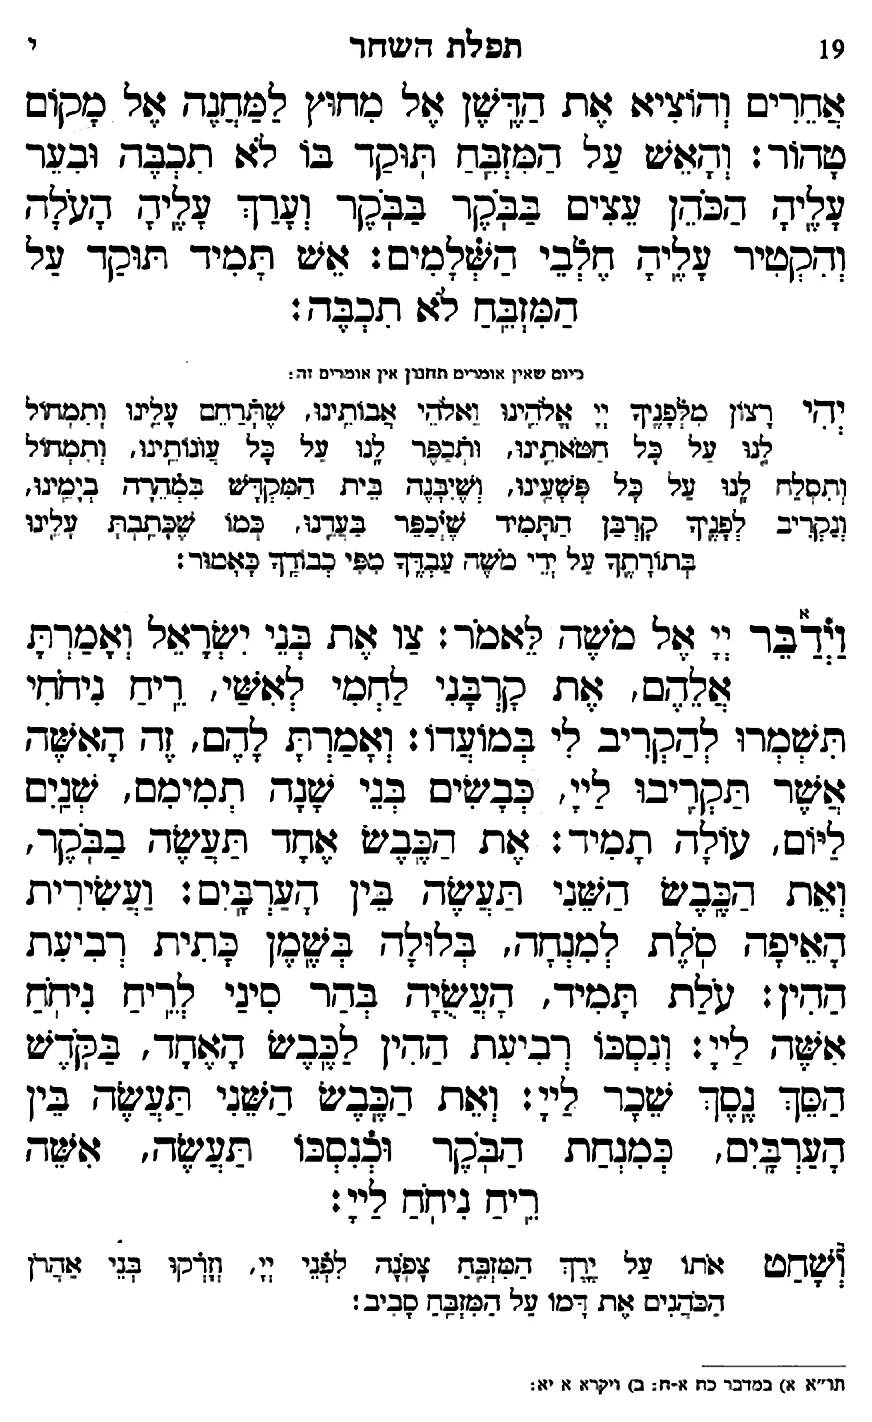 19 תפלת השחר י
אֲחֵרִים וְהוֹצִיא אֶת הַדֶּשֶׁן אֶל מִחוּץ לַמַּחֲנֶה אֶל מָקוֹם
טָהוֹר: וְהָאֵשׁ עַל הַמִּזְבֵּחַ תּוּקַד בּוֹ לֹא תִכְבֶּה וּבִעֵר
עָלֶיהָ הַכֹּהֵן עֵצִים בַּבֹּקֶר בַּבֹּקֶר וְעָרַךְ עָלֶיהָ הָעֹלָה
וְהִקְטִיר עָלֶיהָ חֶלְבֵי הַשְּׁלָמִים: אֵשׁ תָּמִיד תּוּקַד עַל
הַמִּזְבֵּחַ לֹא תִכְבֶּה:
ביום שאין אומרים תחנון אין אומרים זה:
יְהִי רָצוֹן מִלְּפָנֶיךָ יְיָ אֱלֹהֵינוּ וֵאלֹהֵי אֲבוֹתֵינוּ, שֶׁתְּרַחֵם עָלֵינוּ וְתִמְחוֹל
לָנוּ עַל כָּל חַטֹּאתֵינוּ, וּתְכַפֶּר לָנוּ עַל כָּל עֲוֹנוֹתֵינוּ, וְתִמְחוֹל
וְתִסְלַח לָנוּ עַל כָּל פְּשָׁעֵינוּ, וְשֶׁיִּבְנֶה בֵּית הַמִּקְדָּשׁ בִּמְהֵרָה בְיָמֵינוּ,
וְנַקְרִיב לְפָנֶיךָ קָרְבַּן הַתָּמִיד שֶׁיְּכַפֵּר בַּעֲדֵנוּ, כְּמוֹ שֶׁכָּתַבְתָּ עָלֵינוּ
בְּתוֹרָתֶךָ עַל יְדֵי מֹשֶׁה עַבְדֶּךָ מִפִּי כְבוֹדֶךָ כָּאָמוּר:
א וַיְדַבֵּר יְיָ אֶל מֹשֶׁה לֵּאמֹר: צַו אֶת בְּנֵי יִשְׂרָאֵל וְאָמַרְתָּ
אֲלֵהֶם, אֶת קָרְבָּנִי לַחְמִי לְאִשַּׁי, רֵיחַ נִיחֹחִי
תִּשְׁמְרוּ לְהַקְרִיב לִי בְּמוֹעֲדוֹ: וְאָמַרְתָּ לָהֶם, זֶה הָאִשֶּׁה
אֲשֶׁר תַּקְרִיבוּ לַייָ, כְּבָשִׂים בְּנֵי שָׁנָה תְמִימִם, שְׁנַיִם
לַיּוֹם, עוֹלָה תָמִיד: אֶת הַכֶּבֶשׂ אֶחָד תַּעֲשֶׂה בַבֹּקֶר,
וְאֵת הַכֶּבֶשׂ הַשֵּׁנִי תַּעֲשֶׂה בֵּין הָעַרְבָּיִם: וַעֲשִׂירִית
הָאֵיפָה סֹלֶת לְמִנְחָה, בְּלוּלָה בְּשֶׁמֶן כָּתִית רְבִיעִת
הַהִין: עֹלַת תָּמִיד, הָעֲשֻׂיָה בְּהַר סִינַי לְרֵיחַ נִיחֹחַ
אִשֶּׁה לַייָ: וְנִסְכּוֹ רְבִיעִת הַהִין לַכֶּבֶשׂ הָאֶחָד, בַּקֹּדֶשׁ
הַסֵּךְ נֶסֶךְ שֵׁכָר לַייָ: וְאֵת הַכֶּבֶשׂ הַשֵּׁנִי תַּעֲשֶׂה בֵּין
הָעַרְבָּיִם, כְּמִנְחַת הַבֹּקֶר וּכְנִסְכּוֹ תַּעֲשֶׂה, אִשֵּׁה
רֵיחַ נִיחֹחַ לַייָ:
ב וְשָׁחַט אֹתוֹ עַל יֶרֶךְ הַמִּזְבֵּחַ צָפֹנָה לִפְנֵי יְיָ, וְזָרְקוּ בְּנֵי אַהֲרֹן
הַכֹּהֲנִים אֶת דָּמוֹ עַל הַמִּזְבֵּחַ סָבִיב:
תו״א א) במדבר כח א-ח: ב) ויקרא א יא: